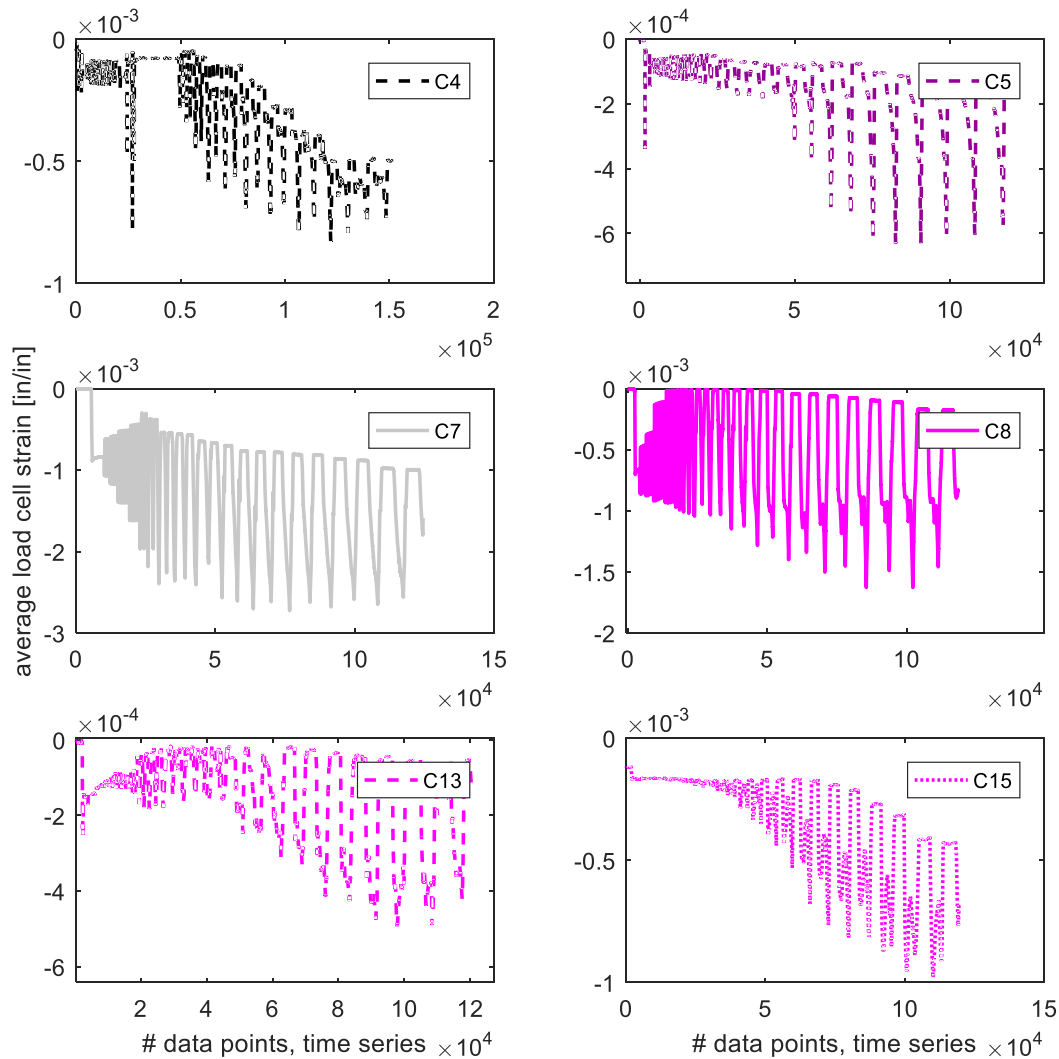 ×10⁻³
0
-0.5
-1
C4
0 0.5 1 1.5 2
×10⁵
×10⁻⁴
0
-2
-4
-6
C5
5 10
×10⁴
average load cell strain [in/in]
×10⁻³
0
-1
-2
-3
C7
0 5 10 15
×10⁴
×10⁻³
0
-0.5
-1
-1.5
-2
C8
0 5 10 15
×10⁴
×10⁻⁴
0
-2
-4
-6
C13
2 4 6 8 10 12
# data points, time series ×10⁴
×10⁻³
0
-0.5
-1
C15
0 5 10 15
# data points, time series ×10⁴